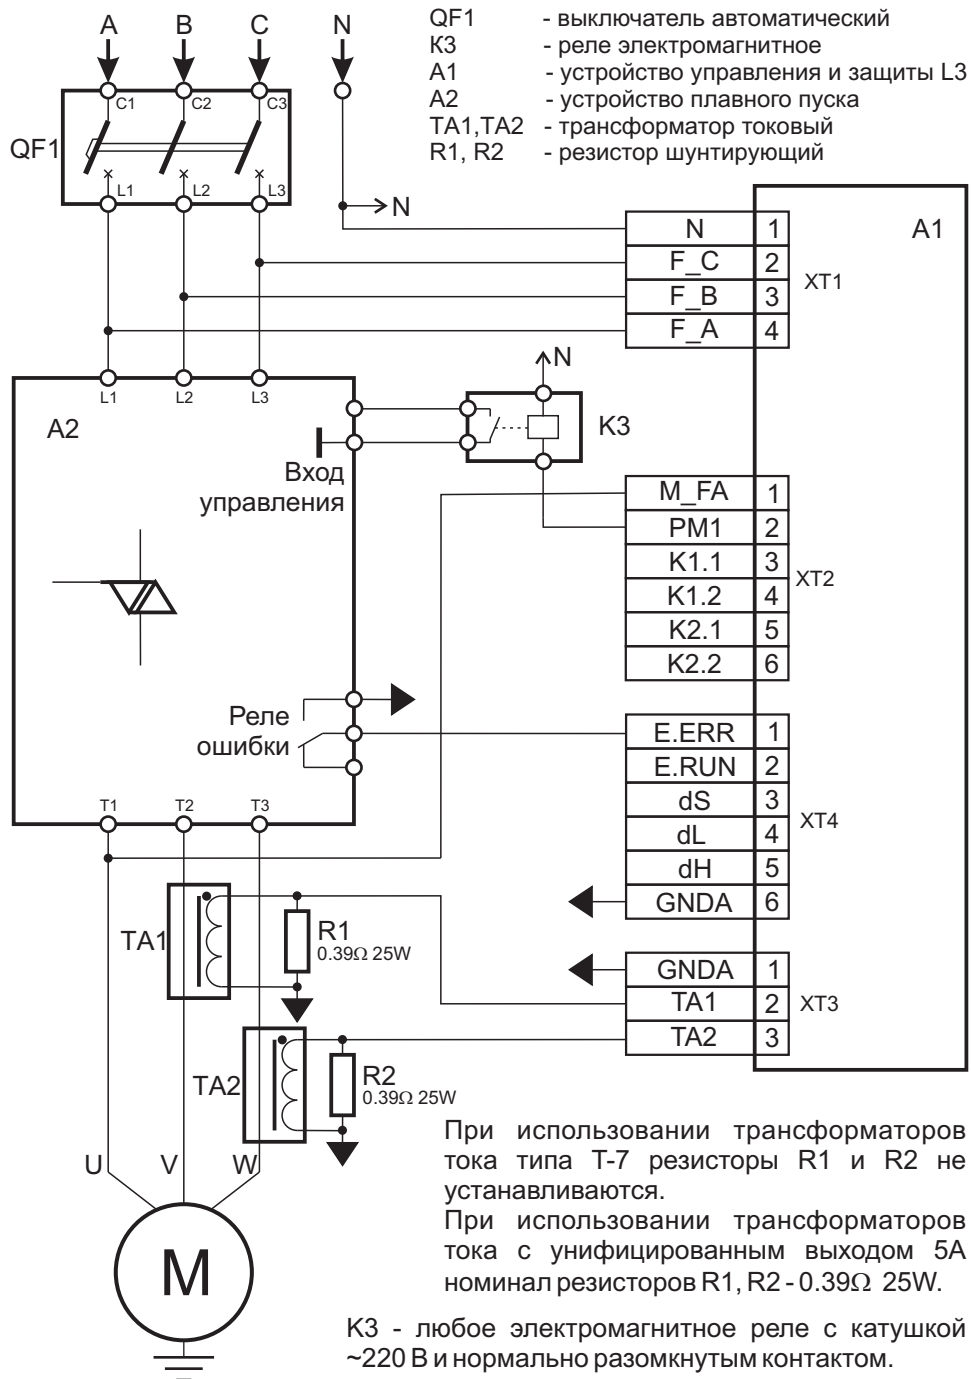 A B C N
QF1 - выключатель автоматический
К3 - реле электромагнитное
А1 - устройство управления и защиты L3
А2 - устройство плавного пуска
ТА1,ТА2 - трансформатор токовый
R1, R2 - резистор шунтирующий
C1 C2 C3
QF1
L1 L2 L3
N
A1
N 1
F_C 2
F_B 3
F_A 4
XT1
N
L1 L2 L3
A2
K3
Вход
управления
M_FA 1
PM1 2
K1.1 3
K1.2 4
K2.1 5
K2.2 6
XT2
Реле
ошибки
E.ERR 1
E.RUN 2
dS 3
dL 4
dH 5
GNDA 6
XT4
T1 T2 T3
TA1
R1
0.39Ω 25W
GNDA 1
TA1 2
TA2 3
XT3
TA2
R2
0.39Ω 25W
При использовании трансформаторов
тока типа Т-7 резисторы R1 и R2 не
устанавливаются.
При использовании трансформаторов
тока с унифицированным выходом 5А
номинал резисторов R1, R2 - 0.39Ω 25W.
U V W
M
К3 - любое электромагнитное реле с катушкой
~220 В и нормально разомкнутым контактом.